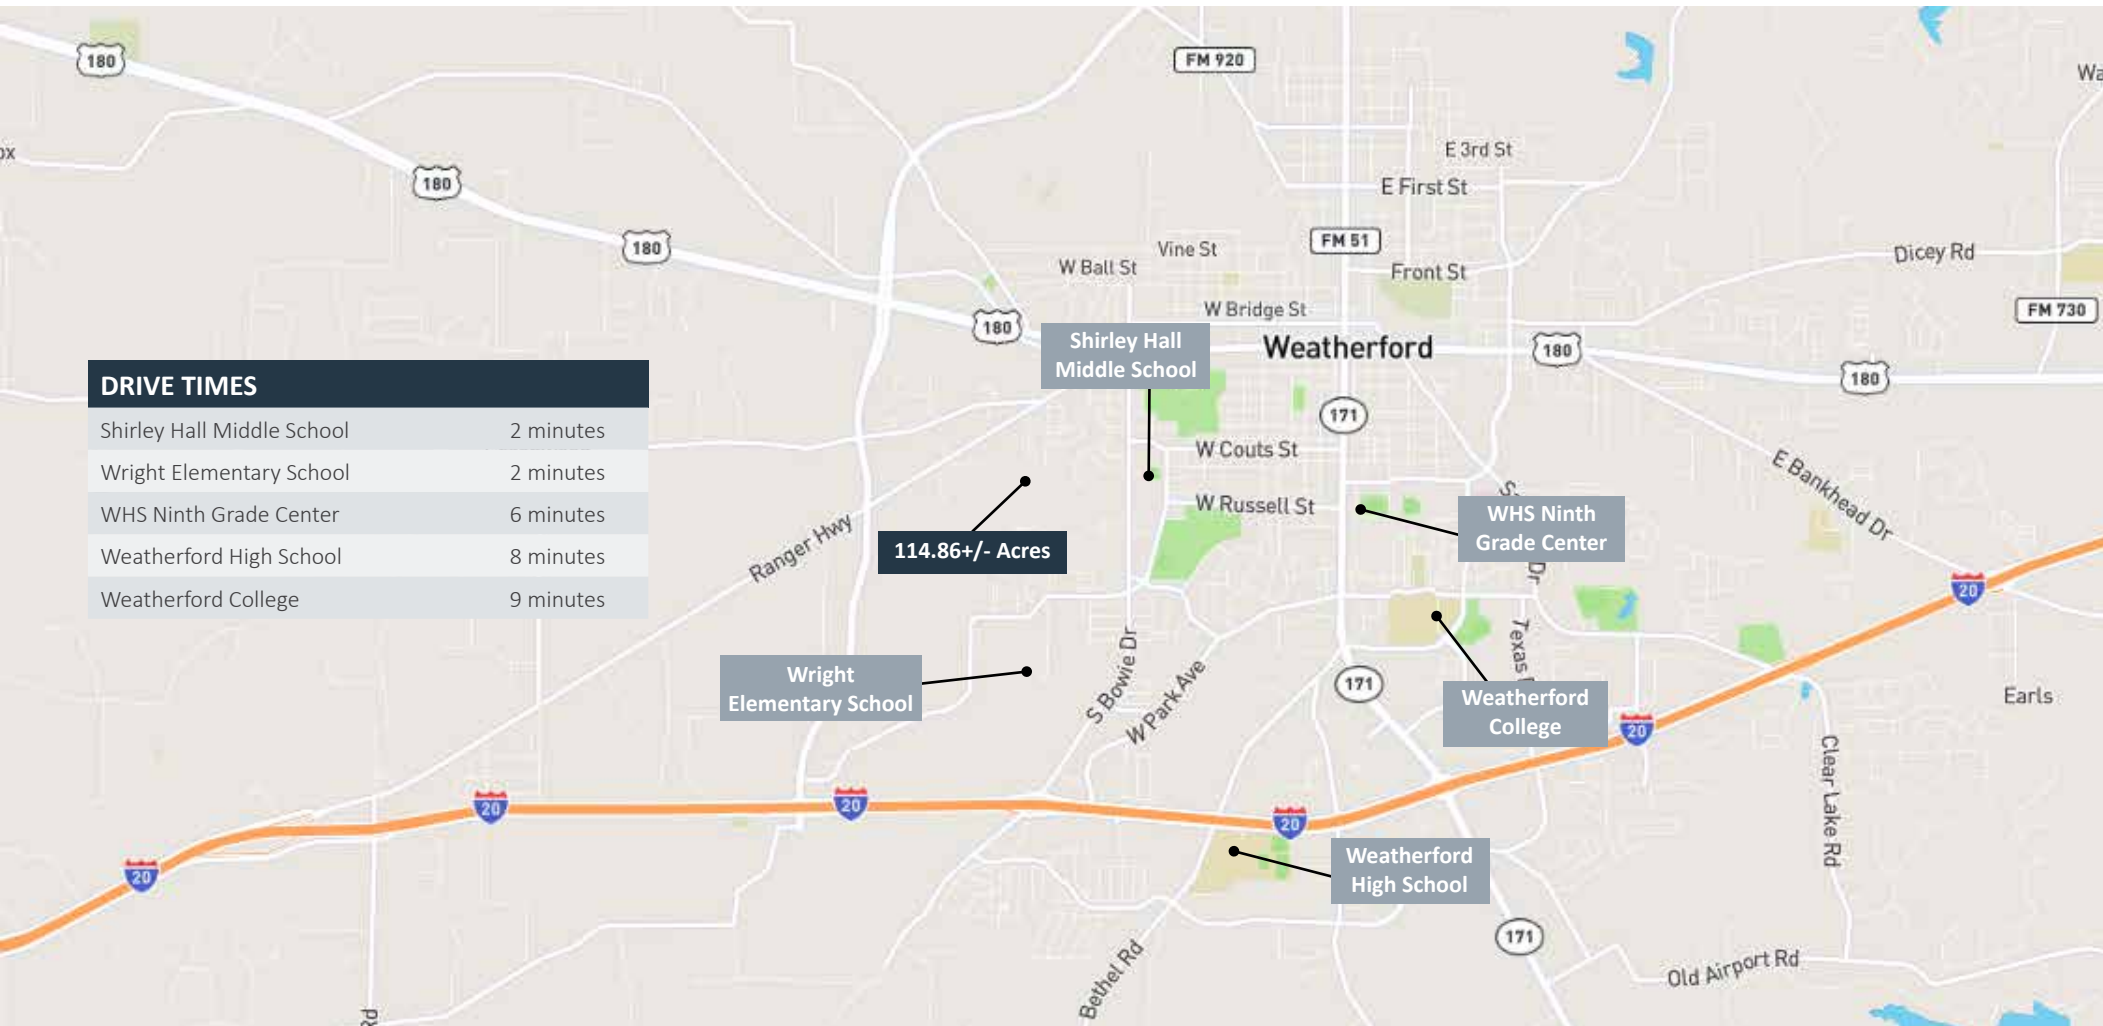 180
FM 920
Wa
ox
E 3rd St
180
E First St
180
Vine St
FM 51
W Ball St
Front St
Dicey Rd
W Bridge St
FM 730
180
Shirley Hall
Middle School
Weatherford
180
180
DRIVE TIMES
Shirley Hall Middle School 2 minutes
Wright Elementary School 2 minutes
WHS Ninth Grade Center 6 minutes
Weatherford High School 8 minutes
Weatherford College 9 minutes
171
W Couts St
E Bankhead Dr
W Russell St
WHS Ninth
Grade Center
Dr
Ranger Hwy
114.86+/- Acres
20
Texas
Wright
Elementary School
S Bowie Dr
W Park Ave
171
Weatherford
College
Earls
20
Clear Lake Rd
20
20
20
20
Weatherford
High School
171
Bethel Rd
Old Airport Rd
Rd